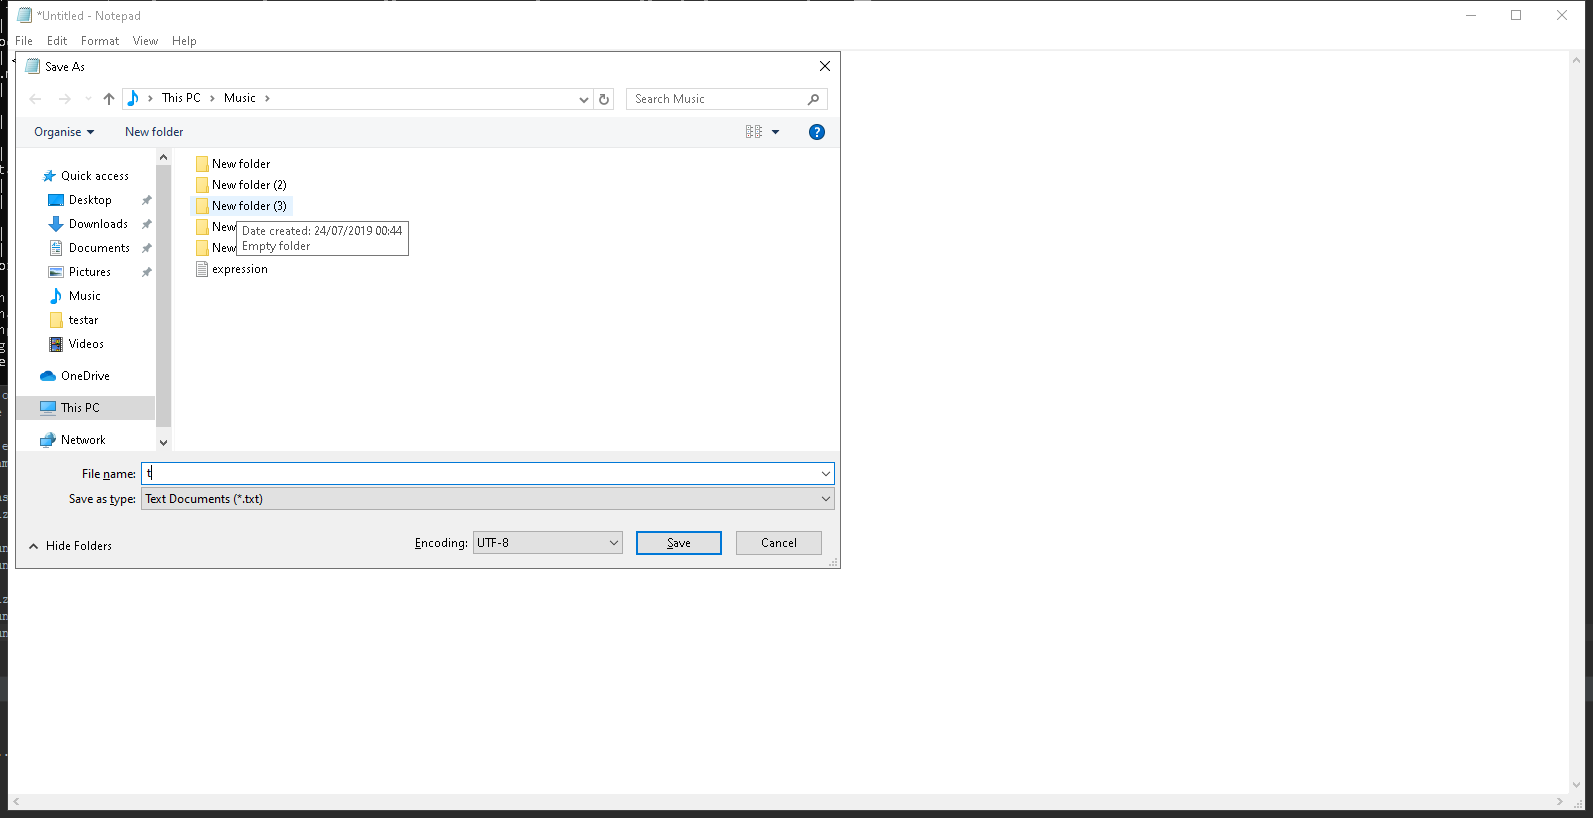 *Untitled - Notepad
File Edit Format View Help
Save As
This PC Music
Search Music
Organise New folder
Quick access
Desktop
Downloads
Documents
Pictures
Music
testar
Videos
OneDrive
This PC
Network
New folder
New folder (2)
New folder (3)
New
New
Date created: 24/07/2019 00:44
Empty folder
expression
File name: t
Save as type: Text Documents (*.txt)
Hide Folders
Encoding: UTF-8
Save
Cancel